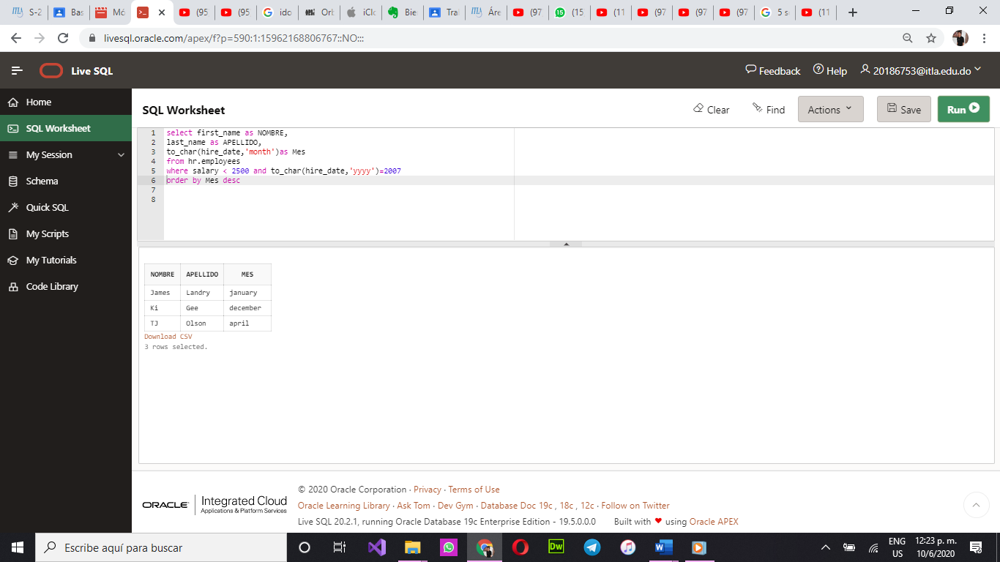 S-2 Bas Mó (95 (95 ido Orb iClo Bie Tra Áre (97 15 (15 (11 (97 (97 (97 5 s (11
livesql.oracle.com/apex/f?p=590:1:15962168806767::NO:::
Live SQL Feedback Help 20186753@itla.edu.do
Home
SQL Worksheet
My Session
Schema
Quick SQL
My Scripts
My Tutorials
Code Library
SQL Worksheet Clear Find Actions Save Run
1 select first_name as NOMBRE,
2 last_name as APELLIDO,
3 to_char(hire_date,'month')as Mes
4 from hr.employees
5 where salary < 2500 and to_char(hire_date,'yyyy')=2007
6 order by Mes desc
7
8
NOMBRE APELLIDO MES
James Landry january
Ki Gee december
TJ Olson april
Download CSV
3 rows selected.
ORACLE Integrated Cloud
Applications & Platform Services
© 2020 Oracle Corporation · Privacy · Terms of Use
Oracle Learning Library · Ask Tom · Dev Gym · Database Doc 19c , 18c , 12c · Follow on Twitter
Live SQL 20.2.1, running Oracle Database 19c Enterprise Edition - 19.5.0.0.0 Built with ❤ using Oracle APEX
Escribe aquí para buscar
Dw
ENG
US
12:23 p. m.
10/6/2020